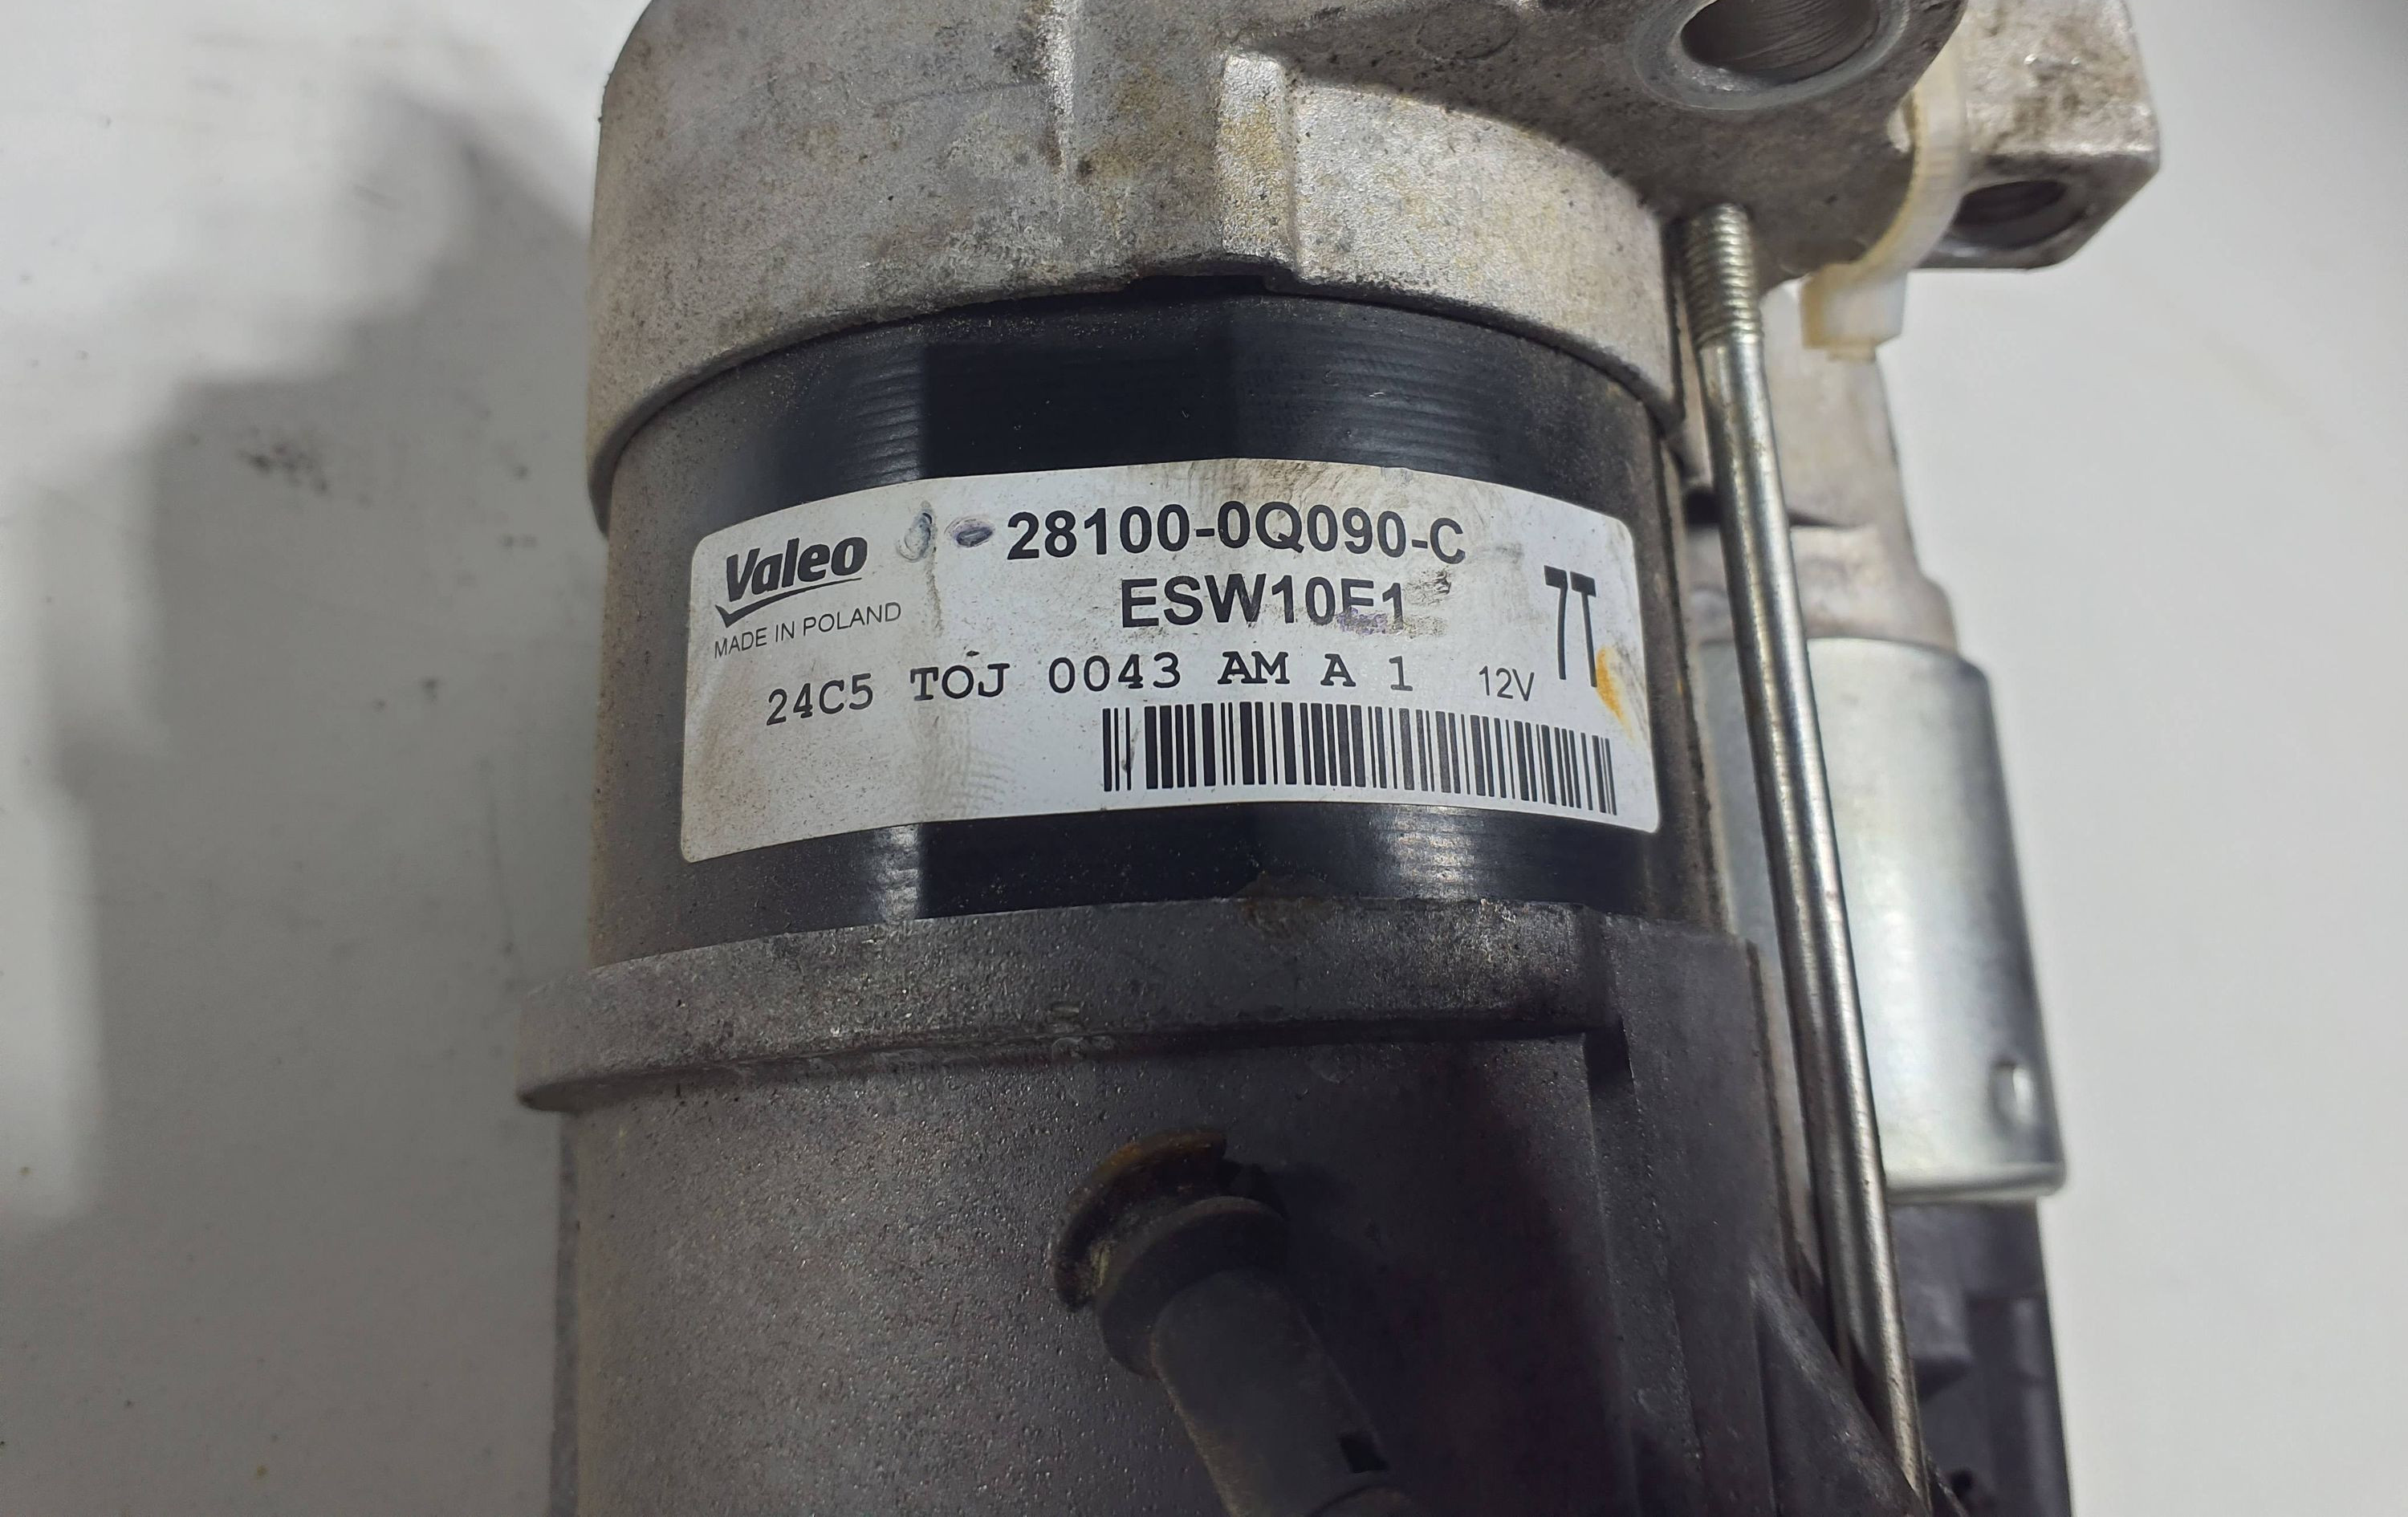 Valeo
MADE IN POLAND
28100-0Q090-C
ESW10E1
7T
24C5 TOJ 0043 AM A 1
12V